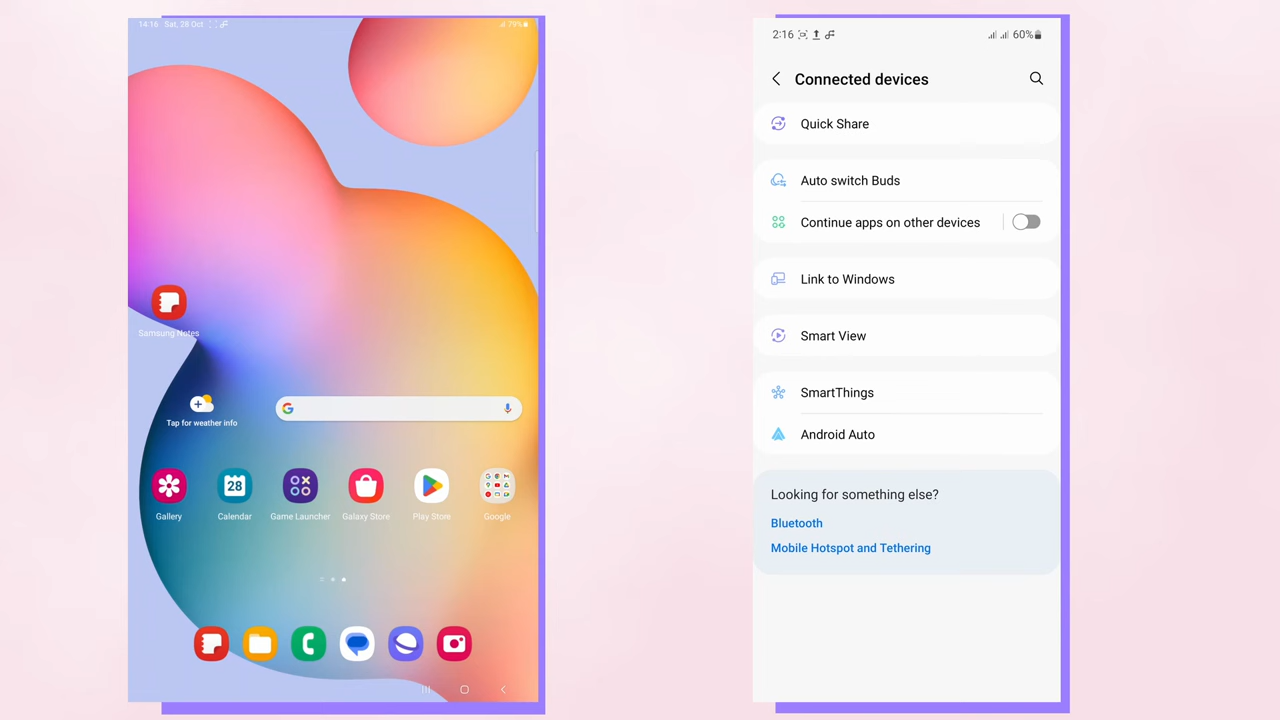 14:16 Sat, 28 Oct
79%
Samsung Notes
Tap for weather info
28
Gallery
Calendar
Game Launcher
Galaxy Store
Play Store
Google
2:16
60%
Connected devices
Quick Share
Auto switch Buds
Continue apps on other devices
Link to Windows
Smart View
SmartThings
Android Auto
Looking for something else?
Bluetooth
Mobile Hotspot and Tethering